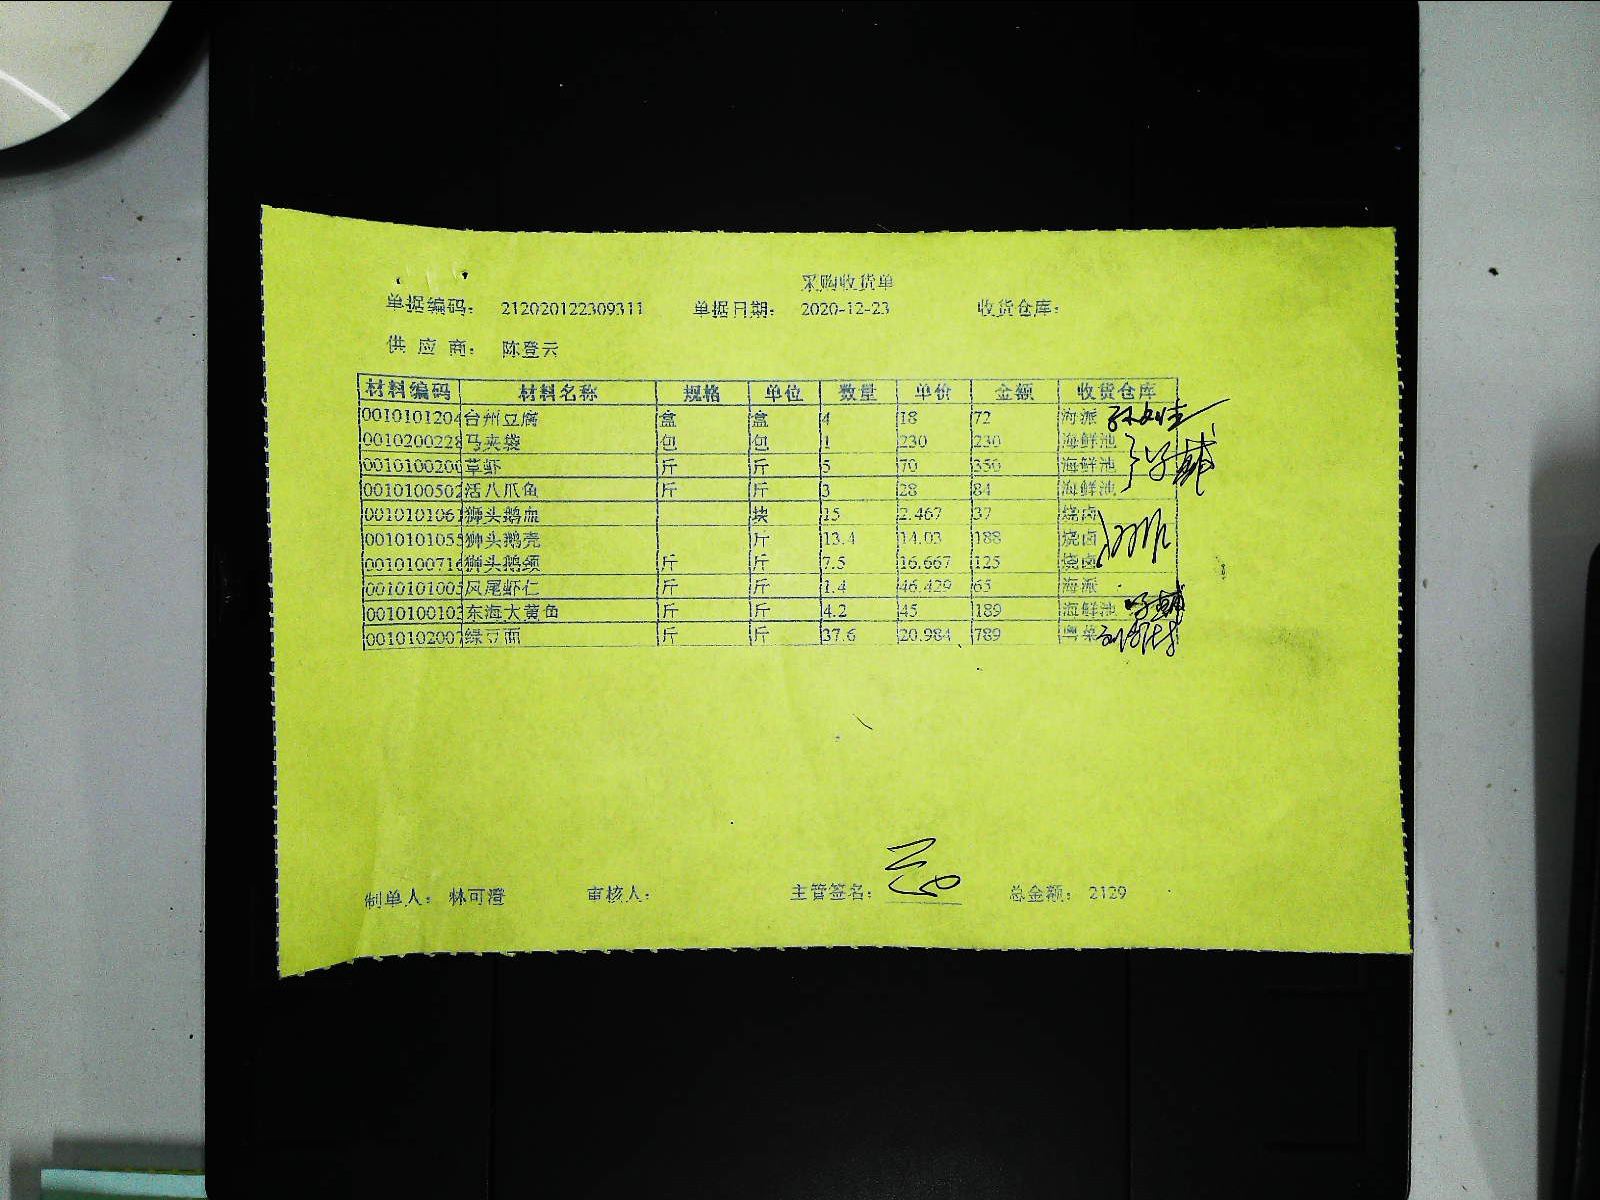 采购收货单
单据编码: 212020122309311 单据日期: 2020-12-23 收货仓库:
供应商: 陈登云
材料编码 材料名称 规格 单位 数量 单价 金额 收货仓库
0010101204 台州豆腐 盒 盒 4 18 72 海派
0010200228 马夹袋 包 包 1 230 230 海鲜池
001010020 草虾 斤 斤 5 70 350 海鲜池
0010100502 活八爪鱼 斤 斤 3 28 84 海鲜池
001010106 狮头鹅血 块 15 2.467 37 烧卤
001010105 狮头鹅壳 斤 13.4 14.03 188 烧卤
001010071 狮头鹅颈 斤 斤 7.5 16.667 125 烧卤
001010100 凤尾虾仁 斤 斤 1.4 46.429 65 海派
001010010 东海大黄鱼 斤 斤 4.2 45 189 海鲜池
001010200 绿豆面 斤 斤 37.6 20.984 789 粤菜
制单人: 林可澄 审核人: 主管签名: 总金额: 2129